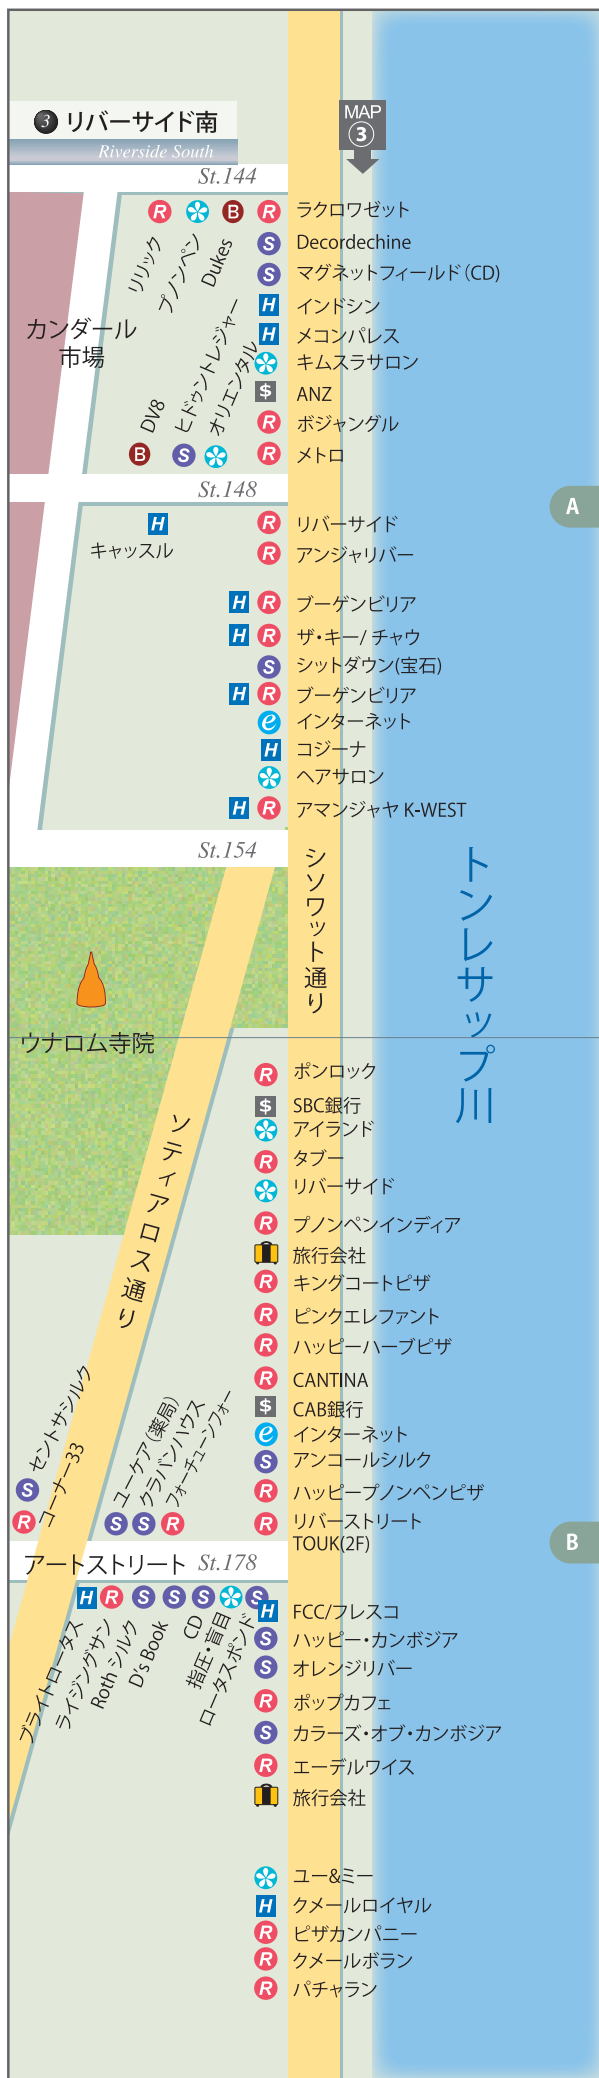 3 リバーサイド南
Riverside South
MAP
3
St.144
R リリック
プノンペン
B Dukes
R ラクロワゼット
S Decordechine
S マグネットフィールド(CD)
H インドシン
H メコンパレス
キムスラサロン
$ ANZ
R ボジャングル
R メトロ
カンダール
市場
B DV8
S ヒドゥントレジャー
オリエンタル
St.148
A
H キャッスル
R リバーサイド
R アンジャリバー
H R ブーゲンビリア
H R ザ・キー/ チャウ
S シットダウン(宝石)
H R ブーゲンビリア
e インターネット
H コジーナ
ヘアサロン
H R アマンジャヤ K-WEST
St.154
シソワット通り
トンレサップ川
ウナロム寺院
ソティアロス通り
R ポンロック
$ SBC銀行
アイランド
R タブー
リバーサイド
R プノンペンインディア
旅行会社
R キングコートピザ
R ピンクエレファント
R ハッピーハーブピザ
R CANTINA
$ CAB銀行
e インターネット
S アンコールシルク
R ハッピープノンペンピザ
R リバーストリート
TOUK(2F)
S セントサシルク
R コーナー33
S ユーケア(薬局)
S クラバンハウス
R フォーチューンフォー
B
アートストリート St.178
H ブライトロータス
R ライジングサン
S Roth シルク
S D's Book
S CD
指圧・盲目
S ロータスポンド
H FCC/フレスコ
S ハッピー・カンボジア
S オレンジリバー
R ポップカフェ
S カラーズ・オブ・カンボジア
R エーデルワイス
旅行会社
ユー&ミー
H クメールロイヤル
R ピザカンパニー
R クメールボラン
R パチャラン